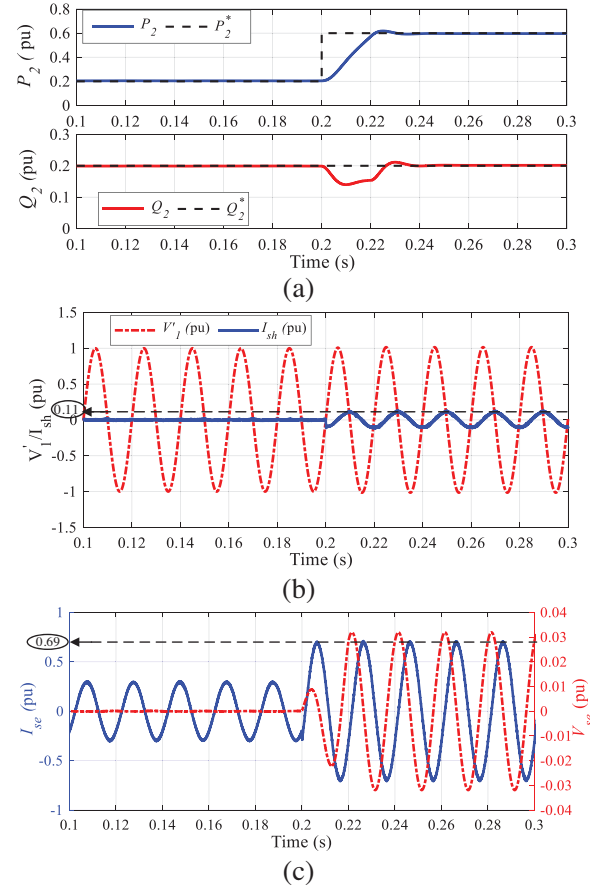 (a)
0.8
0.6
0.4
0.2
0
P2 (pu)
P2 P2*
0.1 0.12 0.14 0.16 0.18 0.2 0.22 0.24 0.26 0.28 0.3
0.3
0.2
0.1
0
Q2 (pu)
Q2 Q2*
0.1 0.12 0.14 0.16 0.18 0.2 0.22 0.24 0.26 0.28 0.3
Time (s)
(a)
1.5
1
0.5
0.11
0
-0.5
-1
-1.5
V'1/Ish (pu)
V'1 (pu) Ish (pu)
0.1 0.12 0.14 0.16 0.18 0.2 0.22 0.24 0.26 0.28 0.3
Time (s)
(b)
1
0.69
0.5
0
-0.5
-1
Ise (pu)
0.04
0.03
0.02
0.01
0
-0.01
-0.02
-0.03
-0.04
Vse (pu)
0.1 0.12 0.14 0.16 0.18 0.2 0.22 0.24 0.26 0.28 0.3
Time (s)
(c)